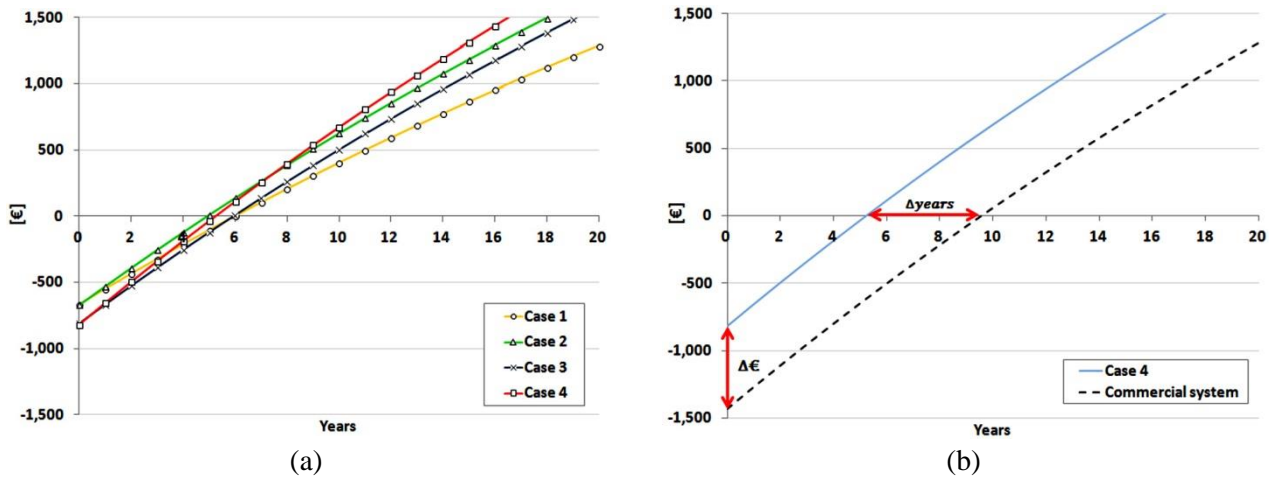 1,500
1,000
500
0
-500
-1,000
-1,500
[€]
0 2 4 6 8 10 12 14 16 18 20
Case 1
Case 2
Case 3
Case 4
Years
(a)
1,500
1,000
500
0
-500
-1,000
-1,500
[€]
Δyears
0 2 4 6 8 10 12 14 16 18 20
Δ€
Case 4
Commercial system
Years
(b)